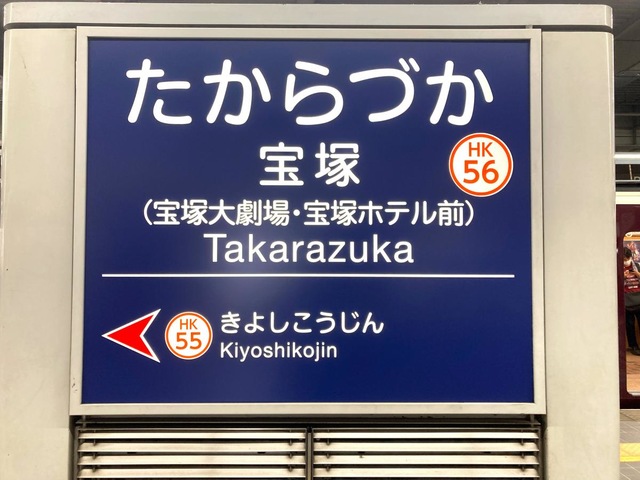 たからづか
宝塚
HK
56
（宝塚大劇場・宝塚ホテル前）
Takarazuka
HK
55
きよしこうじん
Kiyoshikojin